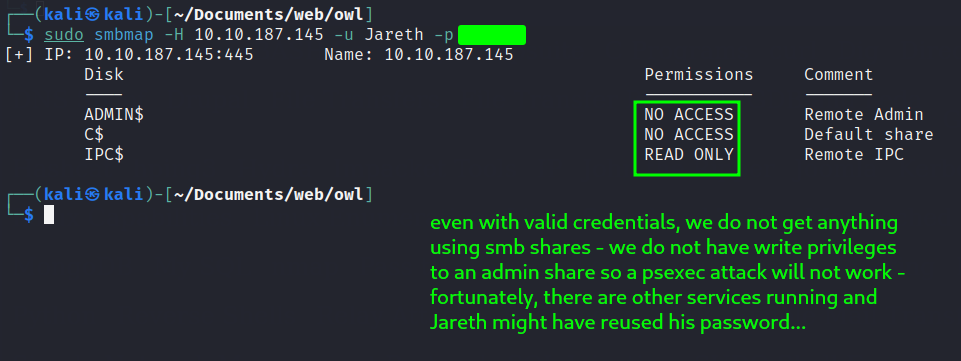 (kali㉿kali)-[~/Documents/web/owl]
$ sudo smbmap -H 10.10.187.145 -u Jareth -p
[+] IP: 10.10.187.145:445 Name: 10.10.187.145
Disk Permissions Comment
---- ----------- -------
ADMIN$ NO ACCESS Remote Admin
C$ NO ACCESS Default share
IPC$ READ ONLY Remote IPC
(kali㉿kali)-[~/Documents/web/owl]
$
even with valid credentials, we do not get anything
using smb shares - we do not have write privileges
to an admin share so a psexec attack will not work -
fortunately, there are other services running and
Jareth might have reused his password...